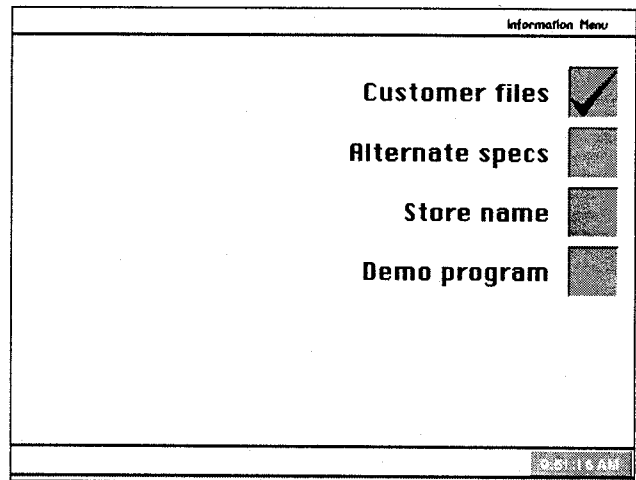 Information Menu
Customer files
Alternate specs
Store name
Demo program